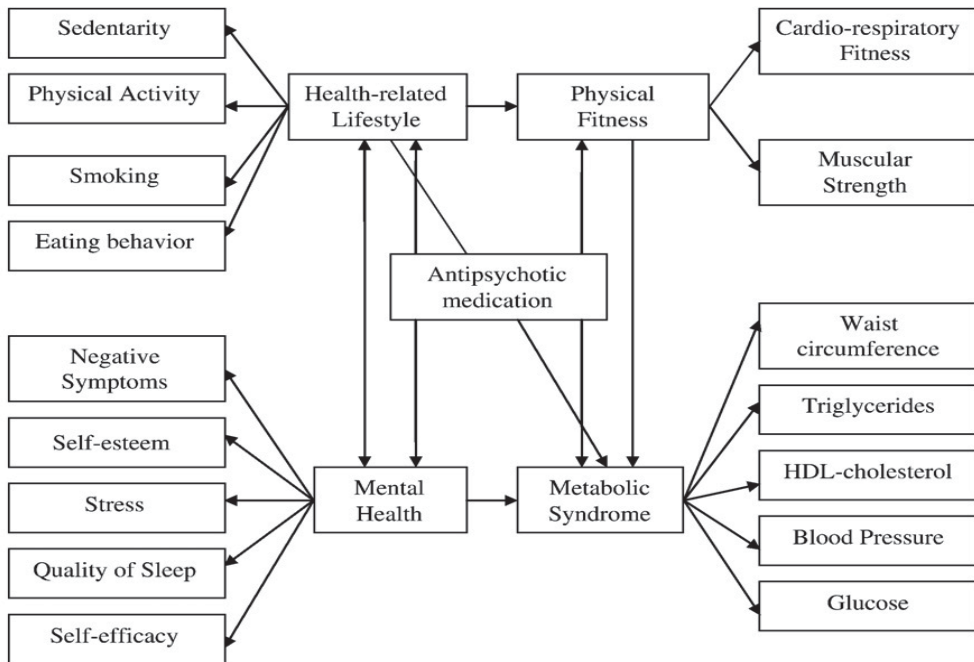 Sedentarity
Physical Activity
Smoking
Eating behavior
Health-related
Lifestyle
Physical
Fitness
Cardio-respiratory
Fitness
Muscular
Strength
Antipsychotic
medication
Negative
Symptoms
Self-esteem
Stress
Quality of Sleep
Self-efficacy
Mental
Health
Metabolic
Syndrome
Waist
circumference
Triglycerides
HDL-cholesterol
Blood Pressure
Glucose